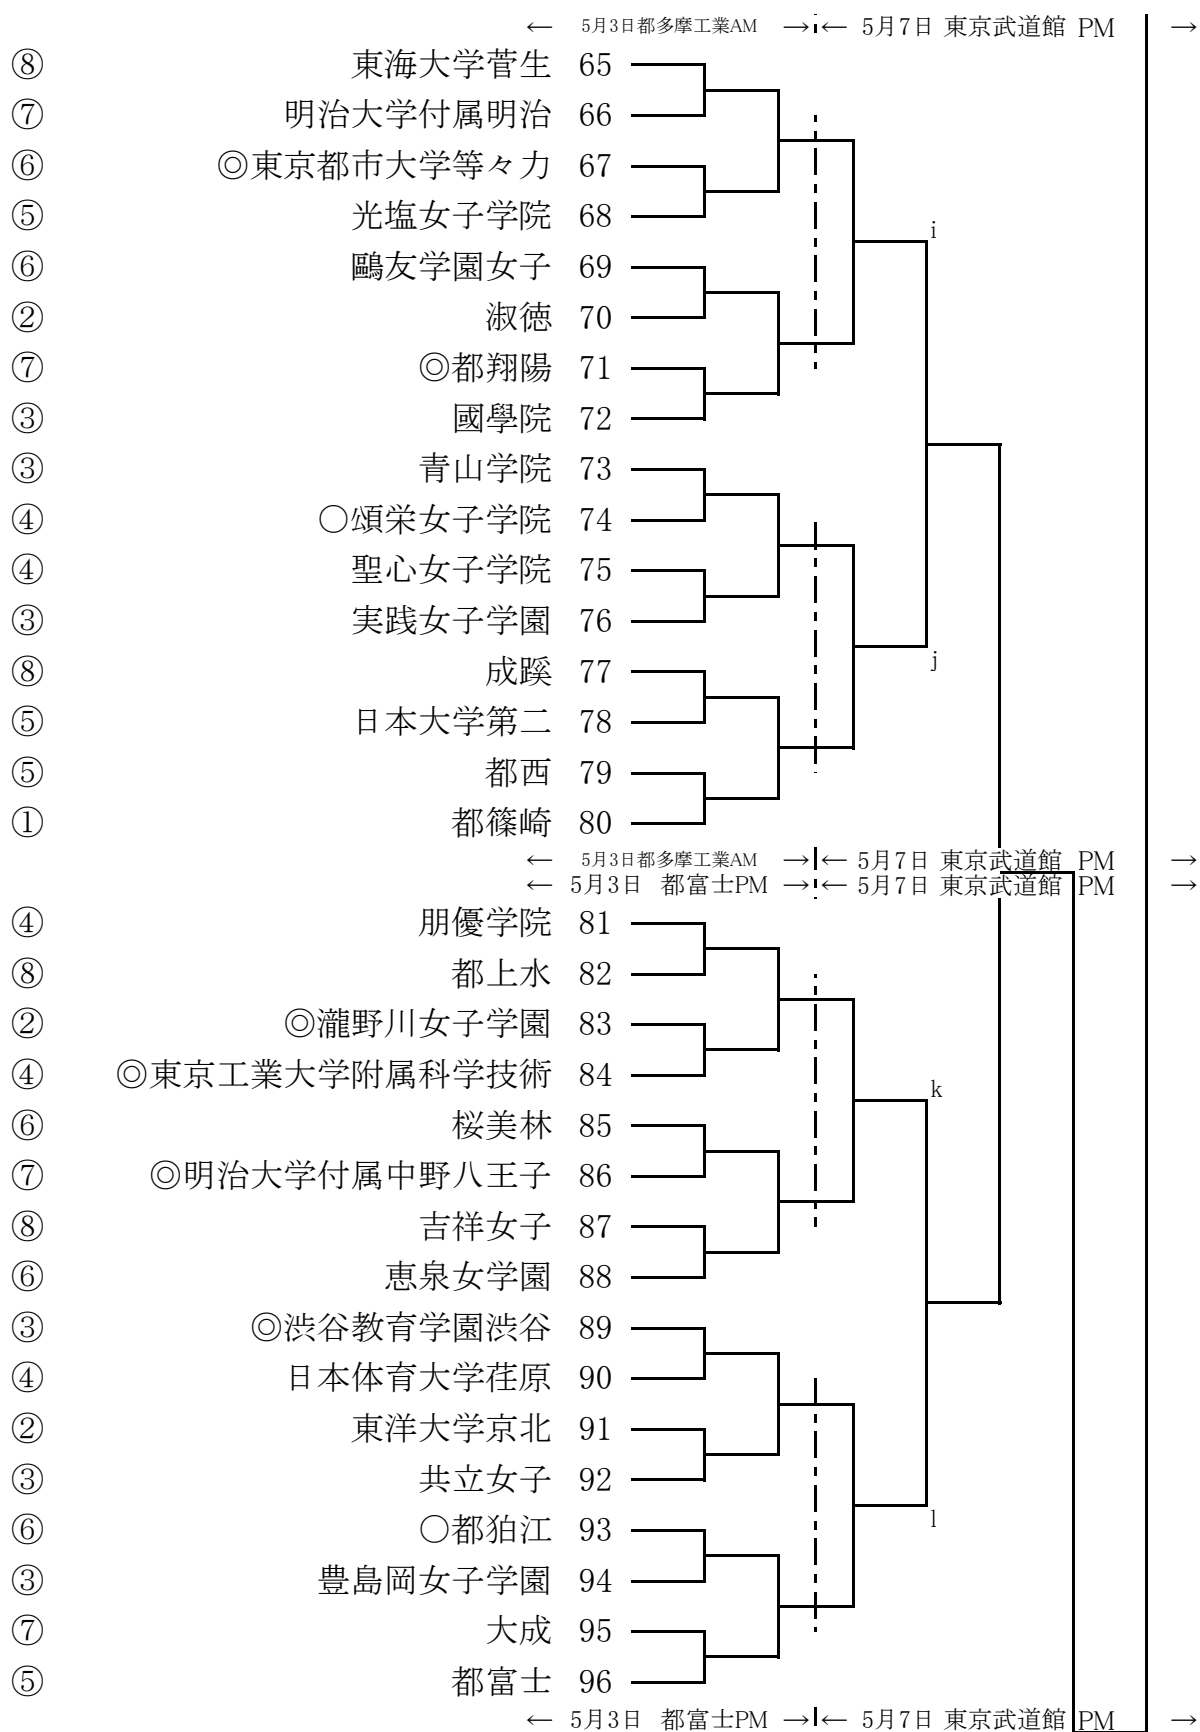 ← 5月3日都多摩工業AM → ← 5月7日 東京武道館 PM →
⑧ 東海大学菅生 65
⑦ 明治大学付属明治 66
⑥ ◎東京都市大学等々力 67
⑤ 光塩女子学院 68
i
⑥ 鷗友学園女子 69
② 淑徳 70
⑦ ◎都翔陽 71
③ 國學院 72
③ 青山学院 73
④ ○頌栄女子学院 74
④ 聖心女子学院 75
③ 実践女子学園 76
j
⑧ 成蹊 77
⑤ 日本大学第二 78
⑤ 都西 79
① 都篠崎 80
← 5月3日都多摩工業AM → ← 5月7日 東京武道館 PM →
← 5月3日 都富士PM → ← 5月7日 東京武道館 PM →
④ 朋優学院 81
⑧ 都上水 82
② ◎瀧野川女子学園 83
④ ◎東京工業大学附属科学技術 84
k
⑥ 桜美林 85
⑦ ◎明治大学付属中野八王子 86
⑧ 吉祥女子 87
⑥ 恵泉女学園 88
③ ◎渋谷教育学園渋谷 89
④ 日本体育大学荏原 90
② 東洋大学京北 91
③ 共立女子 92
l
⑥ ○都狛江 93
③ 豊島岡女子学園 94
⑦ 大成 95
⑤ 都富士 96
← 5月3日 都富士PM → ← 5月7日 東京武道館 PM →